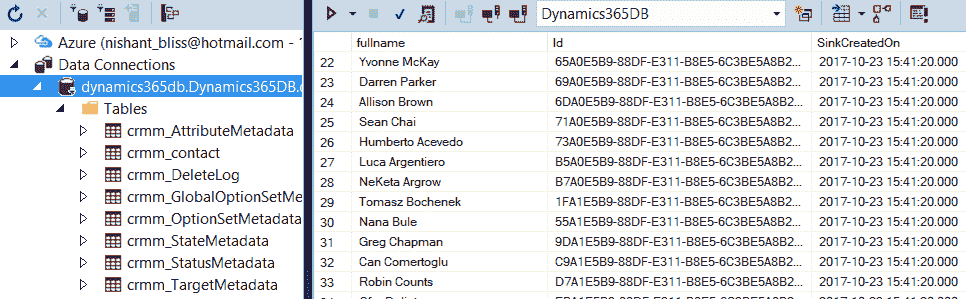 Azure (nishant_bliss@hotmail.com -
Data Connections
dynamics365db.Dynamics365DB.
Tables
crmm_AttributeMetadata
crmm_contact
crmm_DeleteLog
crmm_GlobalOptionSetMe
crmm_OptionSetMetadata
crmm_StateMetadata
crmm_StatusMetadata
crmm_TargetMetadata
Dynamics365DB
fullname Id SinkCreatedOn
22 Yvonne McKay 65A0E5B9-88DF-E311-B8E5-6C3BE5A8B2... 2017-10-23 15:41:20.000
23 Darren Parker 69A0E5B9-88DF-E311-B8E5-6C3BE5A8B2... 2017-10-23 15:41:20.000
24 Allison Brown 6DA0E5B9-88DF-E311-B8E5-6C3BE5A8B2... 2017-10-23 15:41:20.000
25 Sean Chai 71A0E5B9-88DF-E311-B8E5-6C3BE5A8B2... 2017-10-23 15:41:20.000
26 Humberto Acevedo 73A0E5B9-88DF-E311-B8E5-6C3BE5A8B2... 2017-10-23 15:41:20.000
27 Luca Argentiero B5A0E5B9-88DF-E311-B8E5-6C3BE5A8B2... 2017-10-23 15:41:20.000
28 NeKeta Argrow B7A0E5B9-88DF-E311-B8E5-6C3BE5A8B2... 2017-10-23 15:41:20.000
29 Tomasz Bochenek 1FA1E5B9-88DF-E311-B8E5-6C3BE5A8B2... 2017-10-23 15:41:20.000
30 Nana Bule 55A1E5B9-88DF-E311-B8E5-6C3BE5A8B2... 2017-10-23 15:41:20.000
31 Greg Chapman 9DA1E5B9-88DF-E311-B8E5-6C3BE5A8B2... 2017-10-23 15:41:20.000
32 Can Comertoglu C9A1E5B9-88DF-E311-B8E5-6C3BE5A8B2... 2017-10-23 15:41:20.000
33 Robin Counts D7A1E5B9-88DF-E311-B8E5-6C3BE5A8B2... 2017-10-23 15:41:20.000